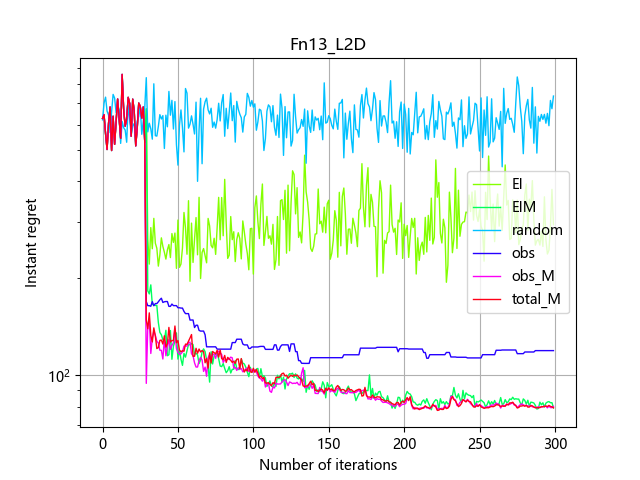 Fn13_L2D
Instant regret
10²
EI
EIM
random
obs
obs_M
total_M
0 50 100 150 200 250 300
Number of iterations